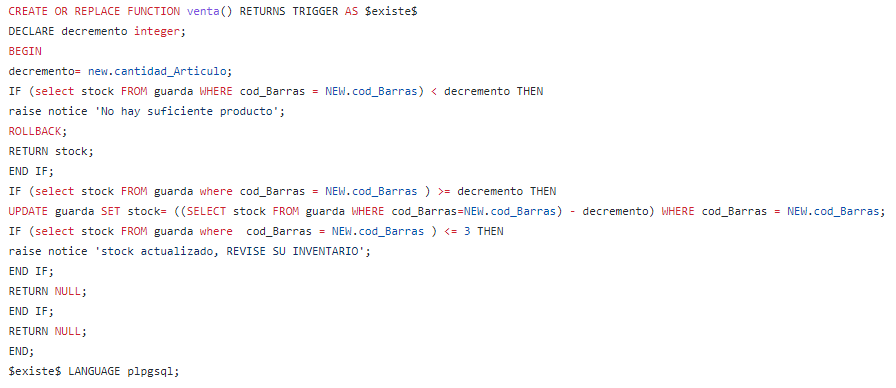 CREATE OR REPLACE FUNCTION venta() RETURNS TRIGGER AS $existe$
DECLARE decremento integer;
BEGIN
decremento= new.cantidad_Articulo;
IF (select stock FROM guarda WHERE cod_Barras = NEW.cod_Barras) < decremento THEN
raise notice 'No hay suficiente producto';
ROLLBACK;
RETURN stock;
END IF;
IF (select stock FROM guarda where cod_Barras = NEW.cod_Barras ) >= decremento THEN
UPDATE guarda SET stock= ((SELECT stock FROM guarda WHERE cod_Barras=NEW.cod_Barras) - decremento) WHERE cod_Barras = NEW.cod_Barras;
IF (select stock FROM guarda where  cod_Barras = NEW.cod_Barras ) <= 3 THEN
raise notice 'stock actualizado, REVISE SU INVENTARIO';
END IF;
RETURN NULL;
END IF;
RETURN NULL;
END;
$existe$ LANGUAGE plpgsql;